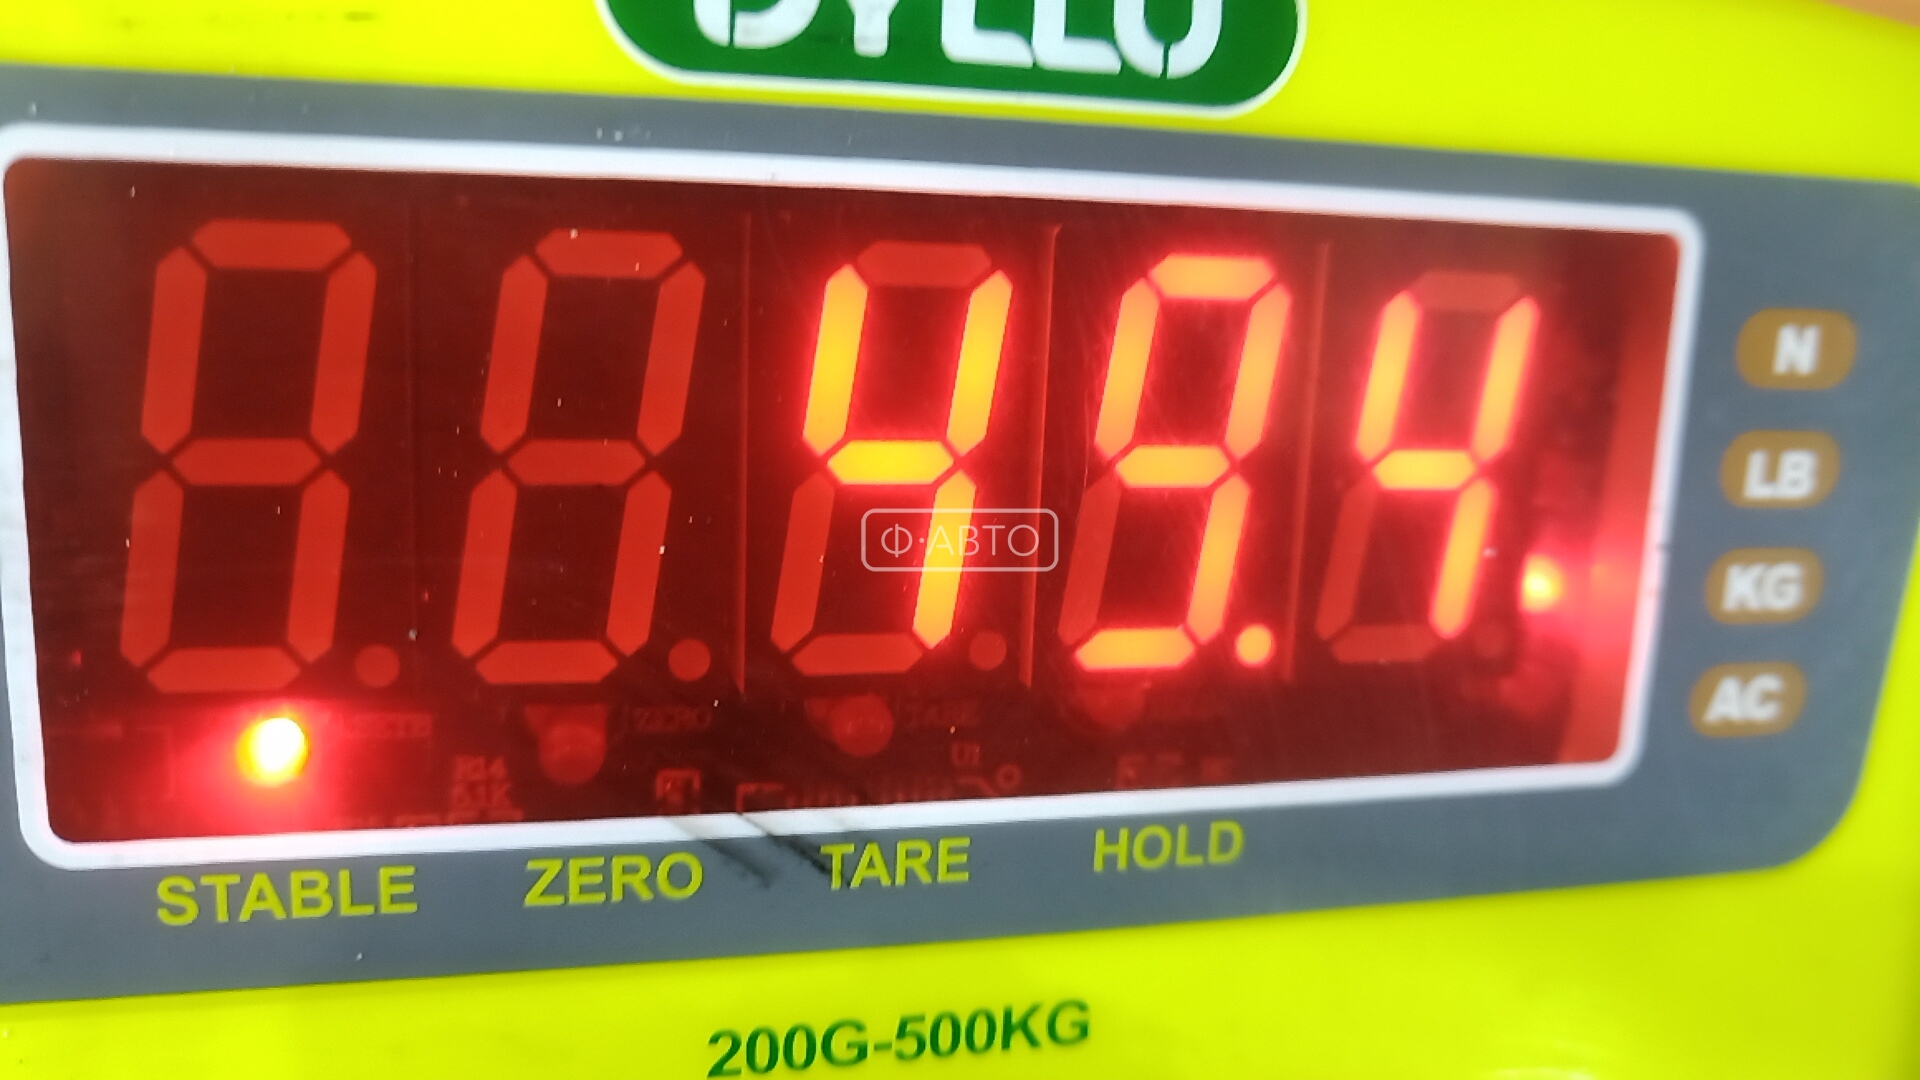 49.4
N
LB
KG
AC
Ф·АВТО
STABLE ZERO TARE HOLD
200G-500KG